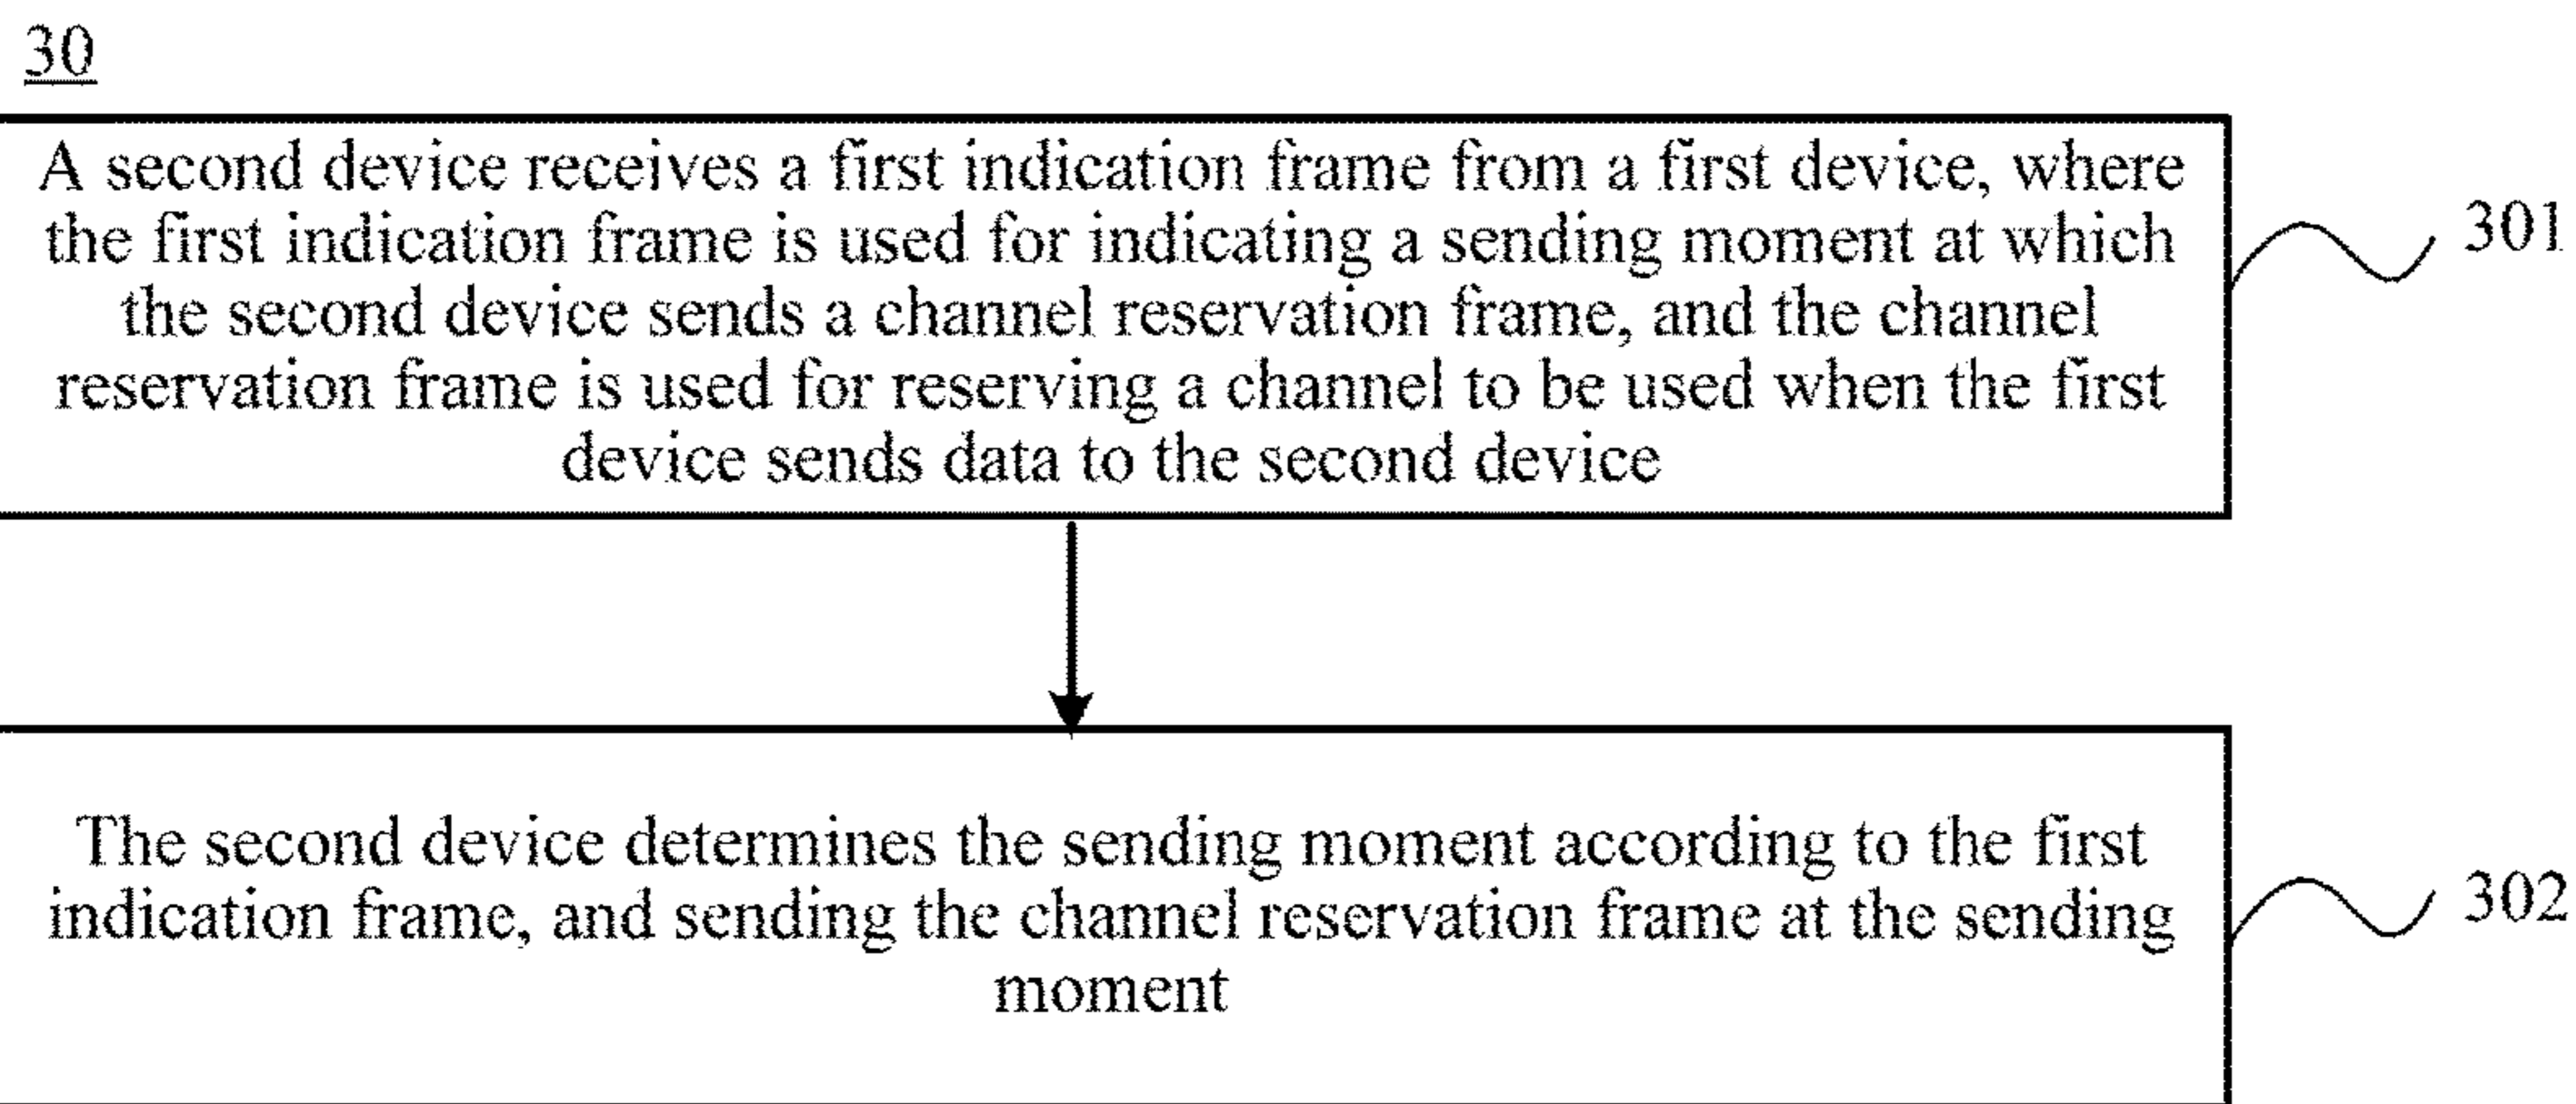 30
A second device receives a first indication frame from a first device, where
the first indication frame is used for indicating a sending moment at which
the second device sends a channel reservation frame, and the channel
reservation frame is used for reserving a channel to be used when the first
device sends data to the second device
301
The second device determines the sending moment according to the first
indication frame, and sending the channel reservation frame at the sending
moment
302